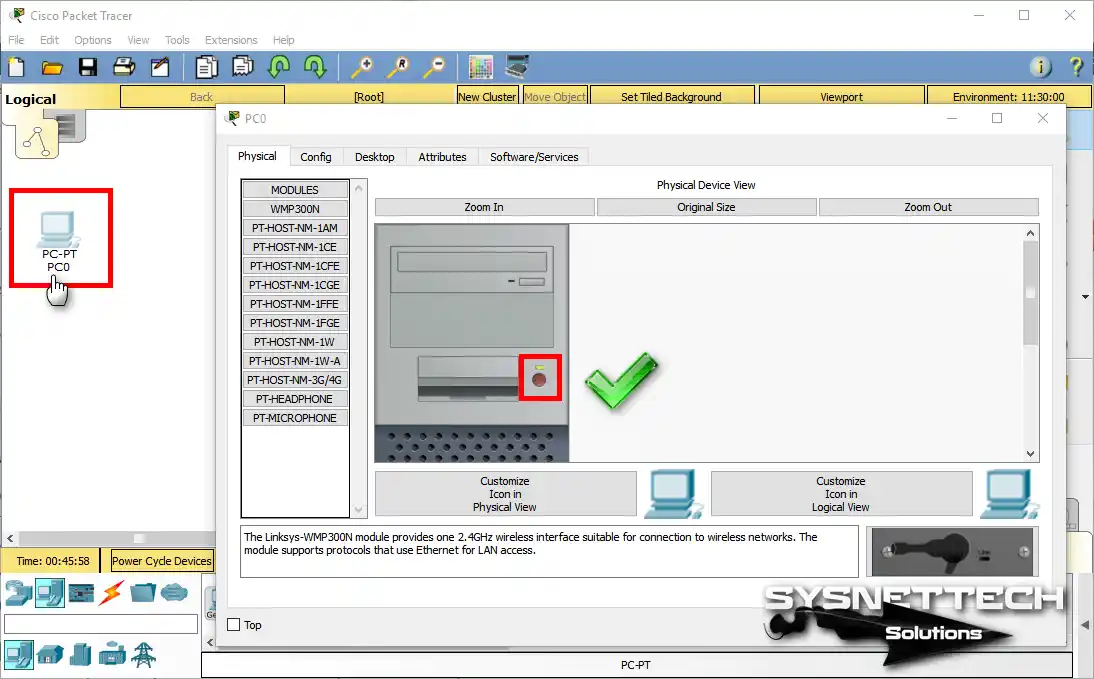 Cisco Packet Tracer
File Edit Options View Tools Extensions Help
R
i ?
Logical
Back
[Root]
New Cluster
Move Object
Set Tiled Background
Viewport
Environment: 11:30:00
PC-PT
PC0
PC0
Physical Config Desktop Attributes Software/Services
MODULES
WMP300N
PT-HOST-NM-1AM
PT-HOST-NM-1CE
PT-HOST-NM-1CFE
PT-HOST-NM-1CGE
PT-HOST-NM-1FFE
PT-HOST-NM-1FGE
PT-HOST-NM-1W
PT-HOST-NM-1W-A
PT-HOST-NM-3G/4G
PT-HEADPHONE
PT-MICROPHONE
Physical Device View
Zoom In
Original Size
Zoom Out
Customize
Icon in
Physical View
Customize
Icon in
Logical View
The Linksys-WMP300N module provides one 2.4GHz wireless interface suitable for connection to wireless networks. The
module supports protocols that use Ethernet for LAN access.
Time: 00:45:58
Power Cycle Devices
Top
SYSNETTECH
Solutions
PC-PT